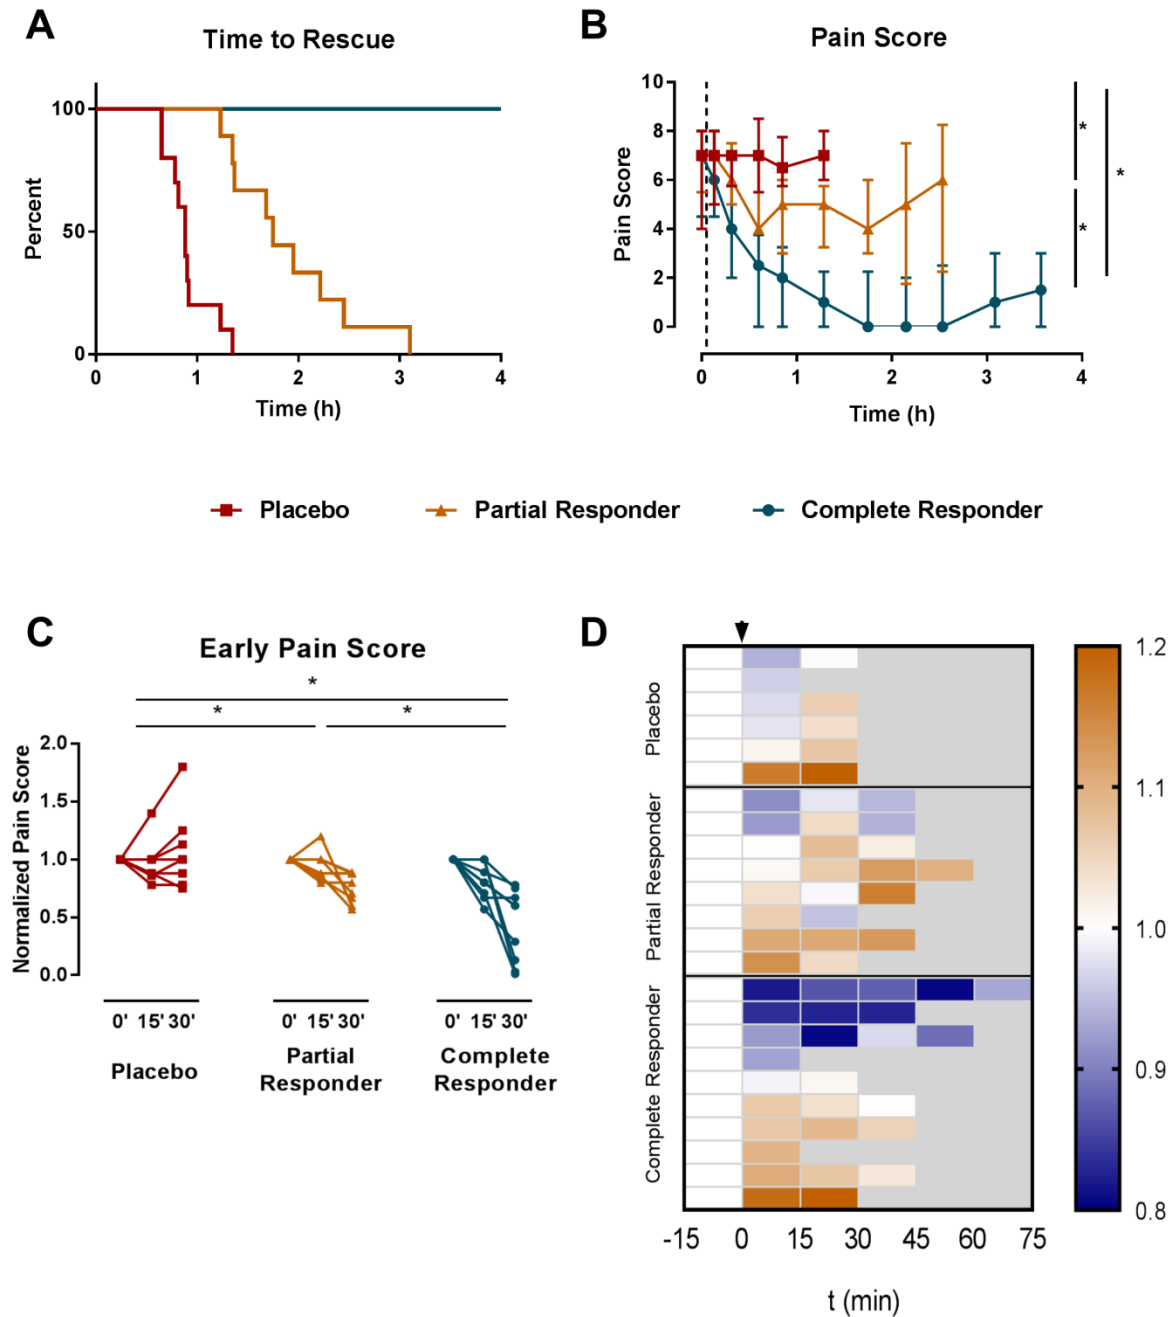 A
Time to Rescue
Percent
100
50
0
0 1 2 3 4
Time (h)
B
Pain Score
Pain Score
10
8
6
4
2
0
*
*
*
0 1 2 3 4
Time (h)
Placebo Partial Responder Complete Responder
C
Early Pain Score
*
* *
Normalized Pain Score
2.0
1.5
1.0
0.5
0.0
0' 15' 30' 0' 15' 30' 0' 15' 30'
Placebo
Partial
Responder
Complete
Responder
D
Placebo
Partial Responder
Complete Responder
-15 0 15 30 45 60 75
t (min)
1.2
1.1
1.0
0.9
0.8